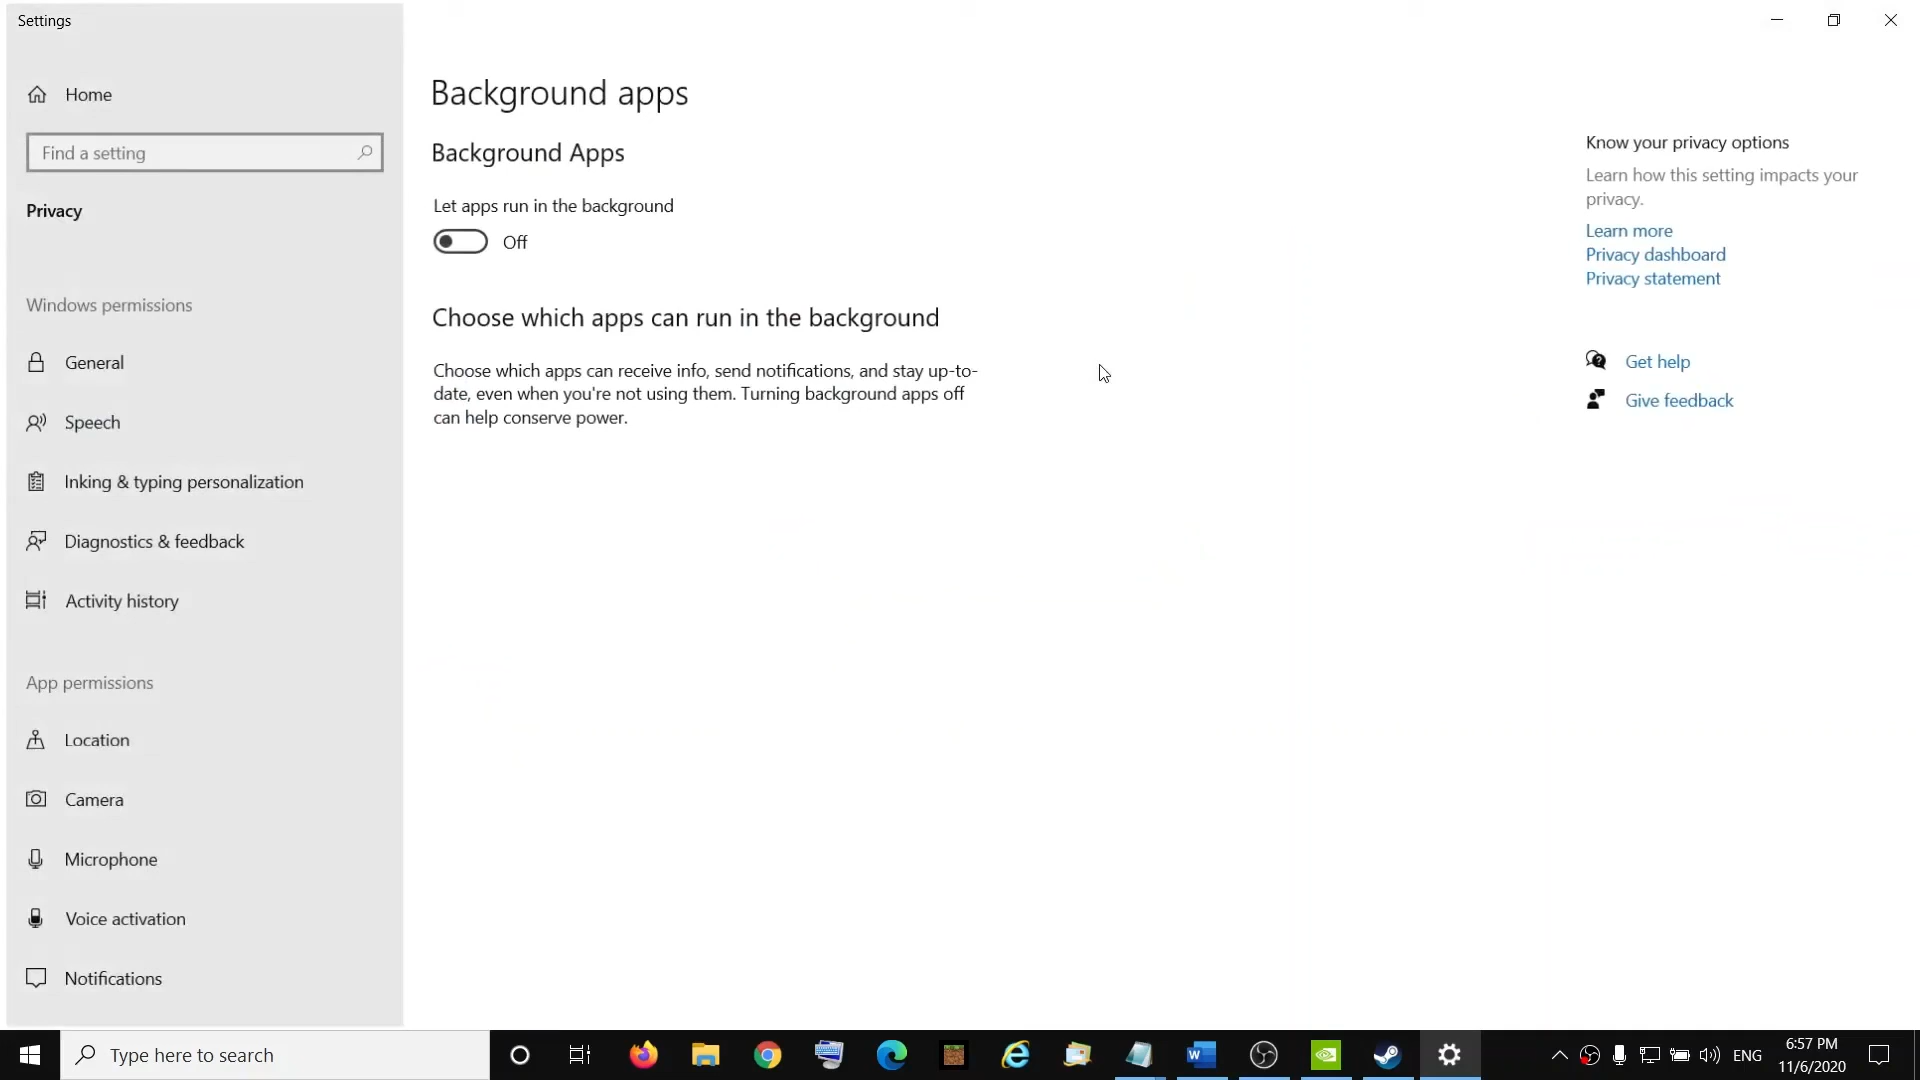 Settings
Home
Find a setting
Privacy
Windows permissions
General
Speech
Inking & typing personalization
Diagnostics & feedback
Activity history
App permissions
Location
Camera
Microphone
Voice activation
Notifications
Background apps
Background Apps
Let apps run in the background
Off
Choose which apps can run in the background
Choose which apps can receive info, send notifications, and stay up-to-
date, even when you're not using them. Turning background apps off
can help conserve power.
Know your privacy options
Learn how this setting impacts your
privacy.
Learn more
Privacy dashboard
Privacy statement
Get help
Give feedback
Type here to search
ENG
6:57 PM
11/6/2020